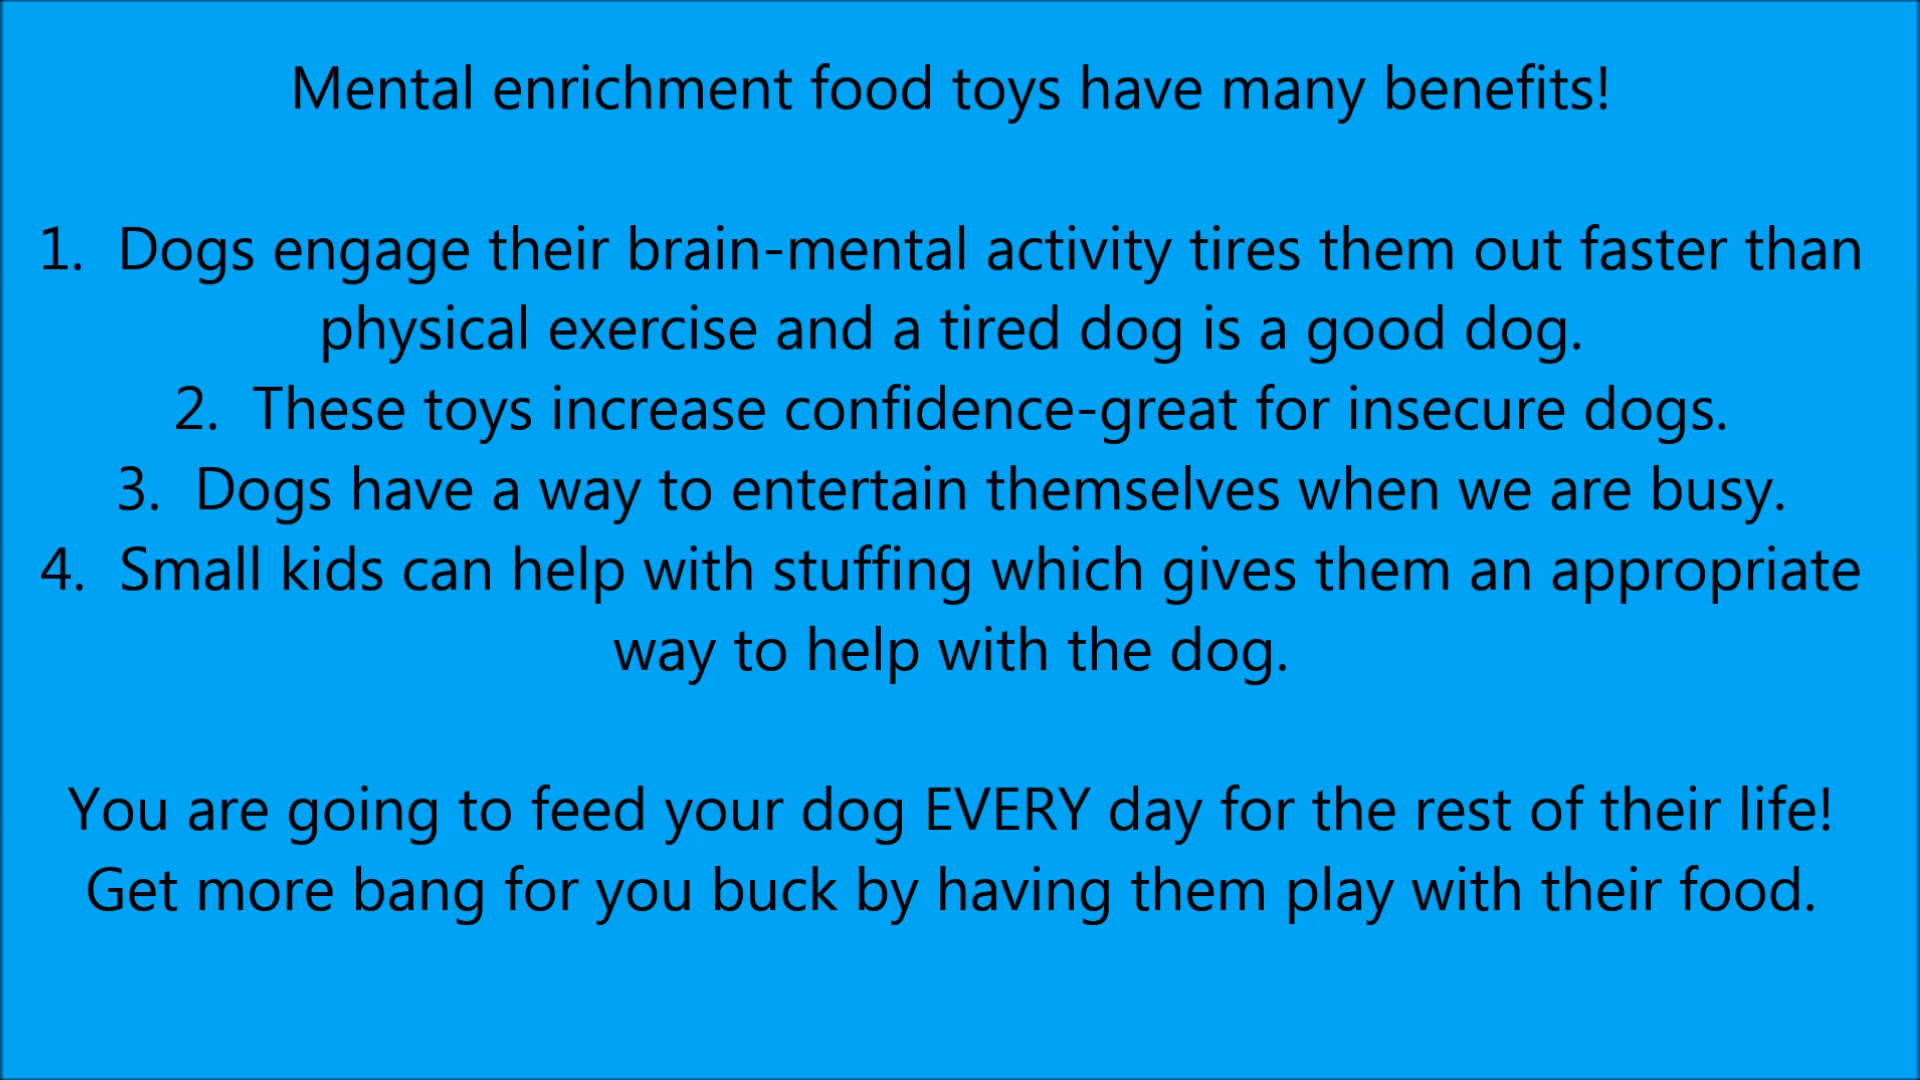 Mental enrichment food toys have many benefits!
1. Dogs engage their brain-mental activity tires them out faster than
physical exercise and a tired dog is a good dog.
2. These toys increase confidence-great for insecure dogs.
3. Dogs have a way to entertain themselves when we are busy.
4. Small kids can help with stuffing which gives them an appropriate
way to help with the dog.
You are going to feed your dog EVERY day for the rest of their life!
Get more bang for you buck by having them play with their food.